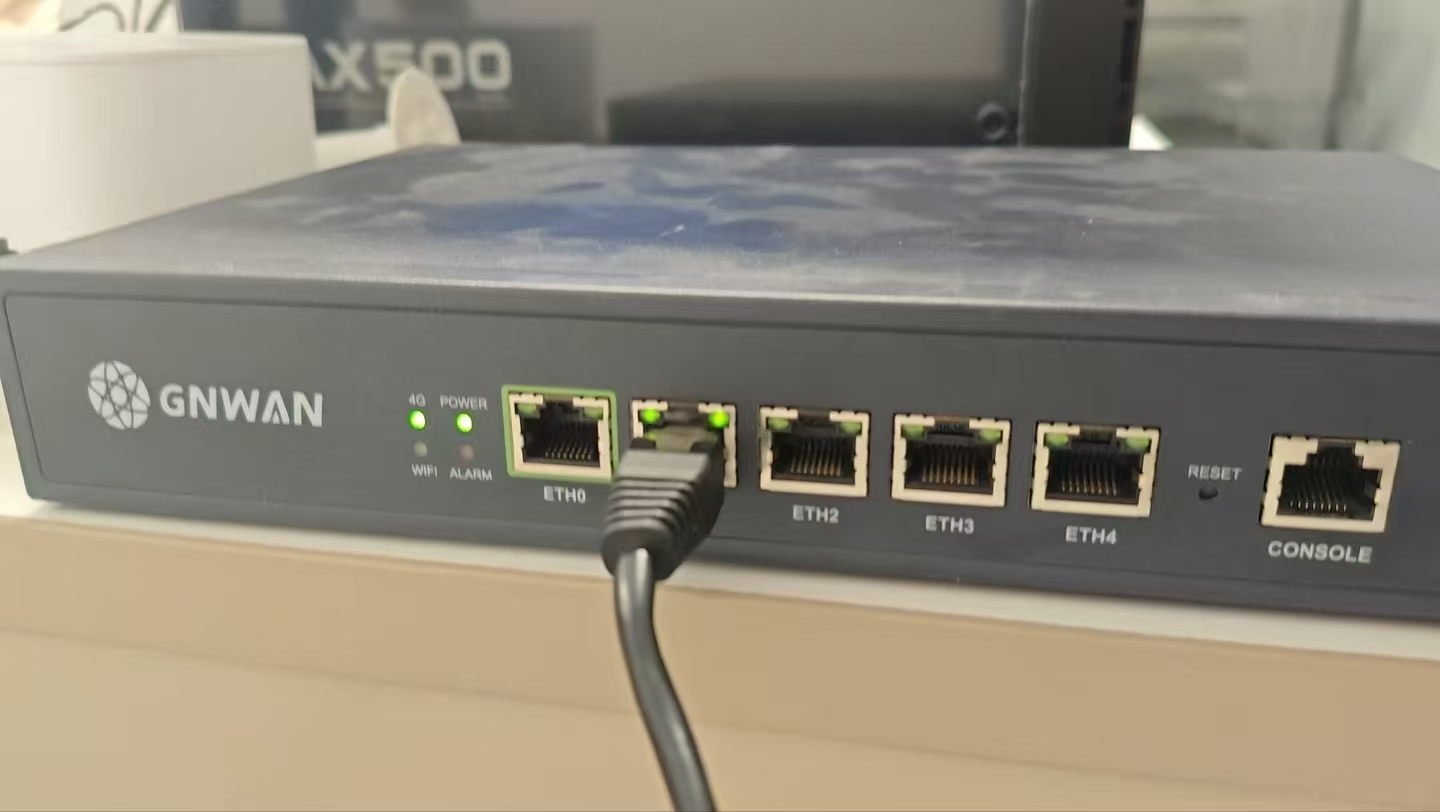 AX500
GNWAN
4G POWER
WIFI ALARM
ETH0
ETH2
ETH3
ETH4
RESET
CONSOLE